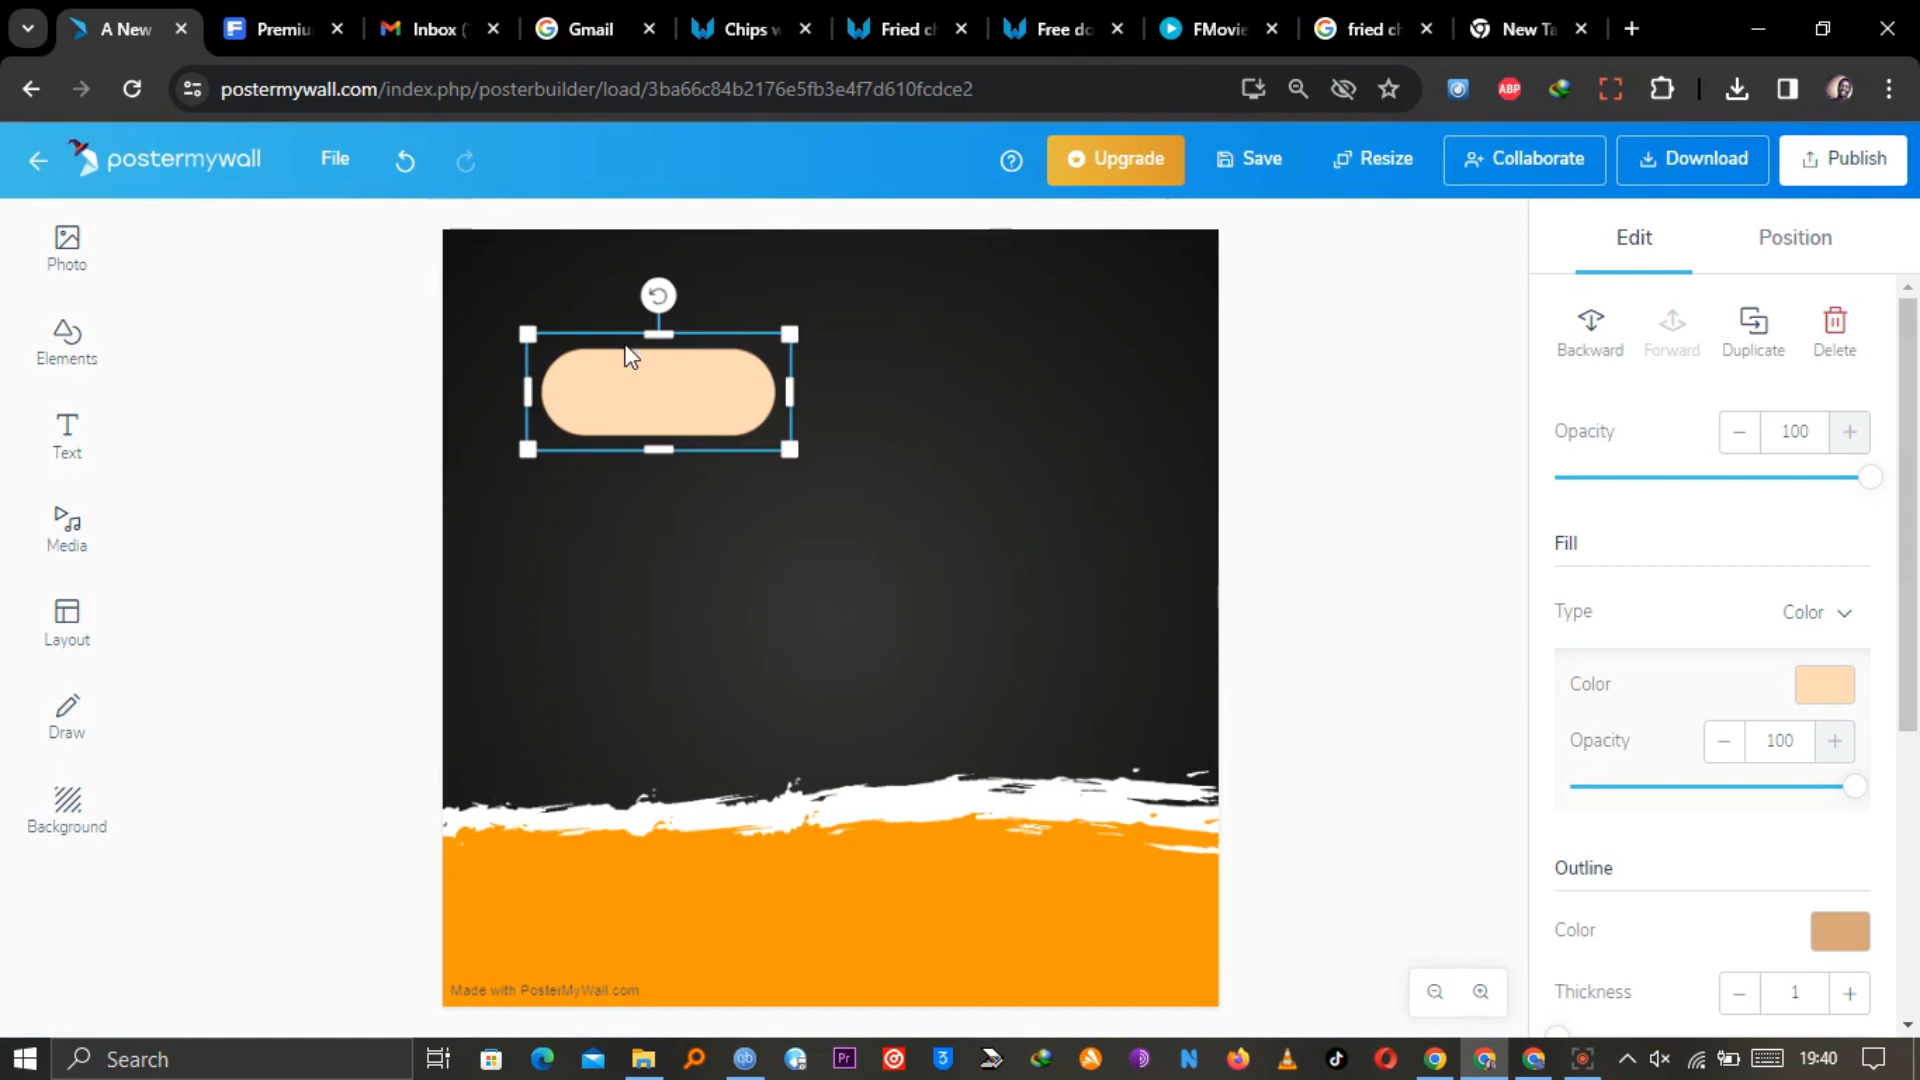 A New
Premiu
Inbox (
Gmail
Chips w
Fried ch
Free do
FMovie
fried ch
New Ta
postermywall.com/index.php/posterbuilder/load/3ba66c84b2176e5fb3e4f7d610fcdce2
ABP
postermywall
File
Upgrade
Save
Resize
Collaborate
Download
Publish
Photo
Elements
Text
Media
Layout
Draw
Background
Edit
Position
Backward
Forward
Duplicate
Delete
Opacity
100
Fill
Type
Color
Color
Opacity
100
Outline
Color
Thickness
1
Made with PosterMyWall.com
Search
19:40